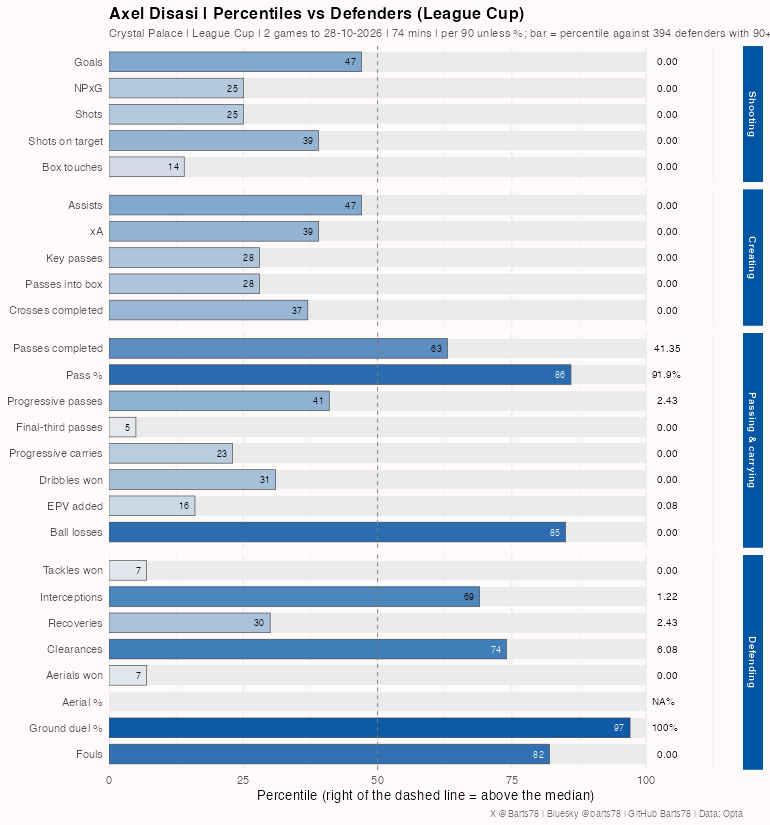 Axel Disasi | Percentiles vs Defenders (League Cup)
Crystal Palace | League Cup | 2 games to 28-10-2026 | 74 mins | per 90 unless %; bar = percentile against 394 defenders with 90+
Goals 47 0.00
NPxG 25 0.00
Shots 25 0.00
Shots on target 39 0.00
Box touches 14 0.00
Shooting
Assists 47 0.00
xA 39 0.00
Key passes 28 0.00
Passes into box 28 0.00
Crosses completed 37 0.00
Creating
Passes completed 63 41.35
Pass % 86 91.9%
Progressive passes 41 2.43
Final-third passes 5 0.00
Progressive carries 23 0.00
Dribbles won 31 0.00
EPV added 16 0.08
Ball losses 85 0.00
Passing & carrying
Tackles won 7 0.00
Interceptions 69 1.22
Recoveries 30 2.43
Clearances 74 6.08
Aerials won 7 0.00
Aerial % NA%
Ground duel % 97 100%
Fouls 82 0.00
Defending
0 25 50 75 100
Percentile (right of the dashed line = above the median)
X @Barts78 | Bluesky @barts78 | GitHub Barts78 | Data: Opta